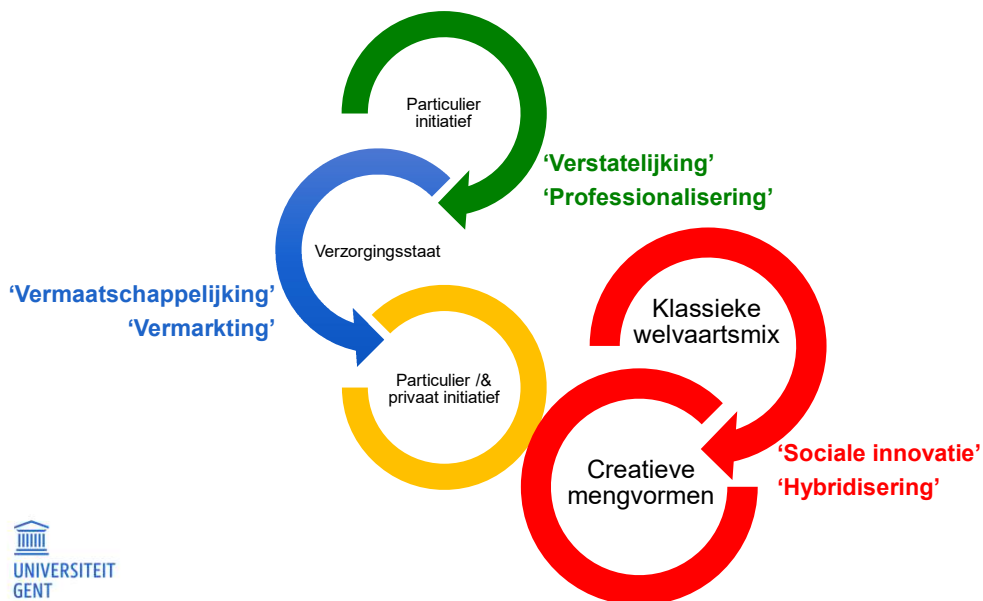 Particulier
initiatief
‘Verstatelijking’
‘Professionalisering’
Verzorgingsstaat
‘Vermaatschappelijking’
‘Vermarkting’
Particulier /&
privaat initiatief
Klassieke
welvaartsmix
Creatieve
mengvormen
‘Sociale innovatie’
‘Hybridisering’
UNIVERSITEIT
GENT